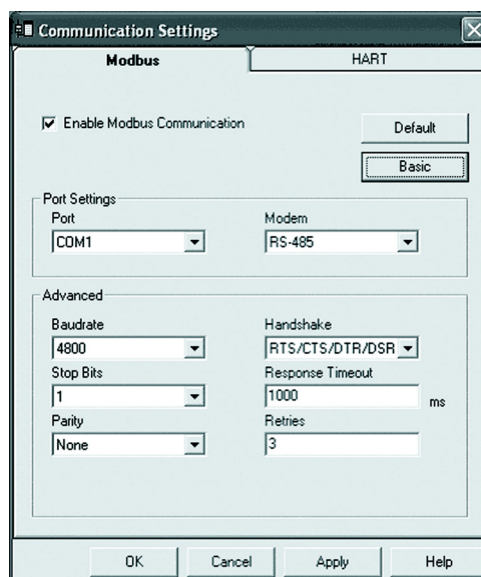 Communication Settings
Modbus
HART
Enable Modbus Communication
Default
Basic
Port Settings
Port
Modem
COM1
RS-485
Advanced
Baudrate
Handshake
4800
RTS/CTS/DTR/DSR
Stop Bits
Response Timeout
1
1000
ms
Parity
Retries
None
3
OK
Cancel
Apply
Help